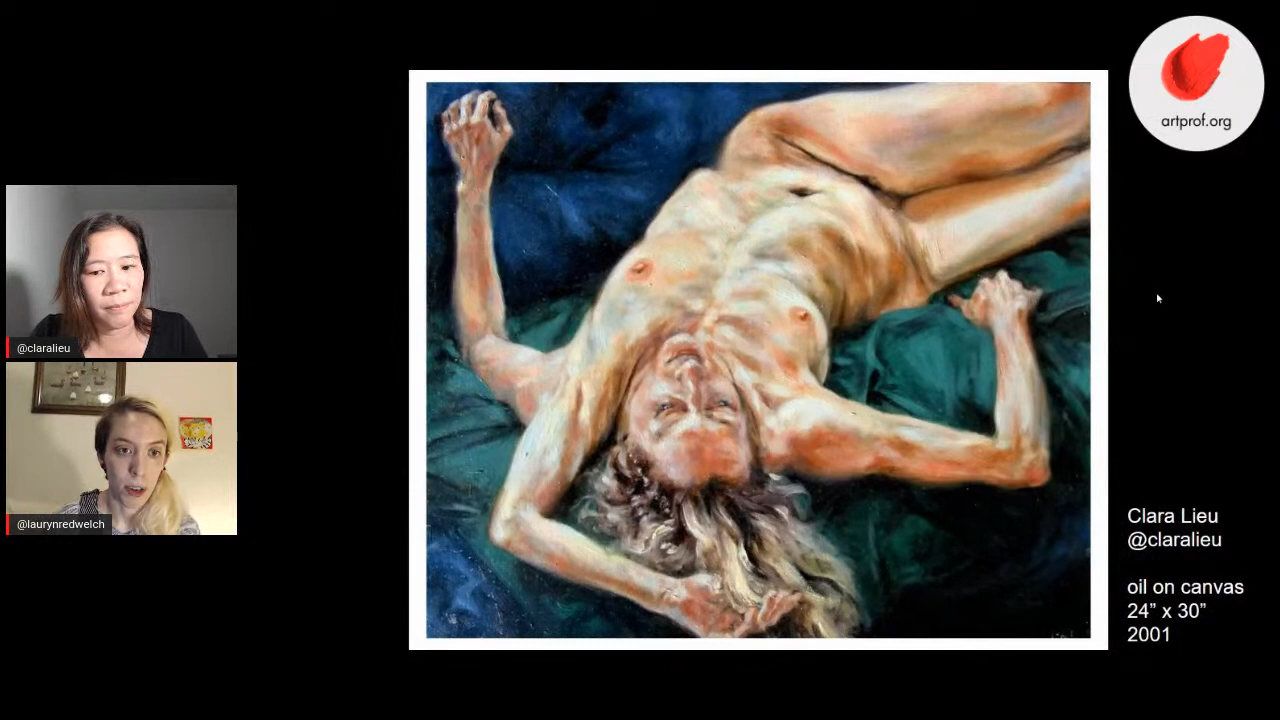 artprof.org
@claralieu
@laurynredwelch
Clara Lieu
@claralieu
oil on canvas
24” x 30”
2001